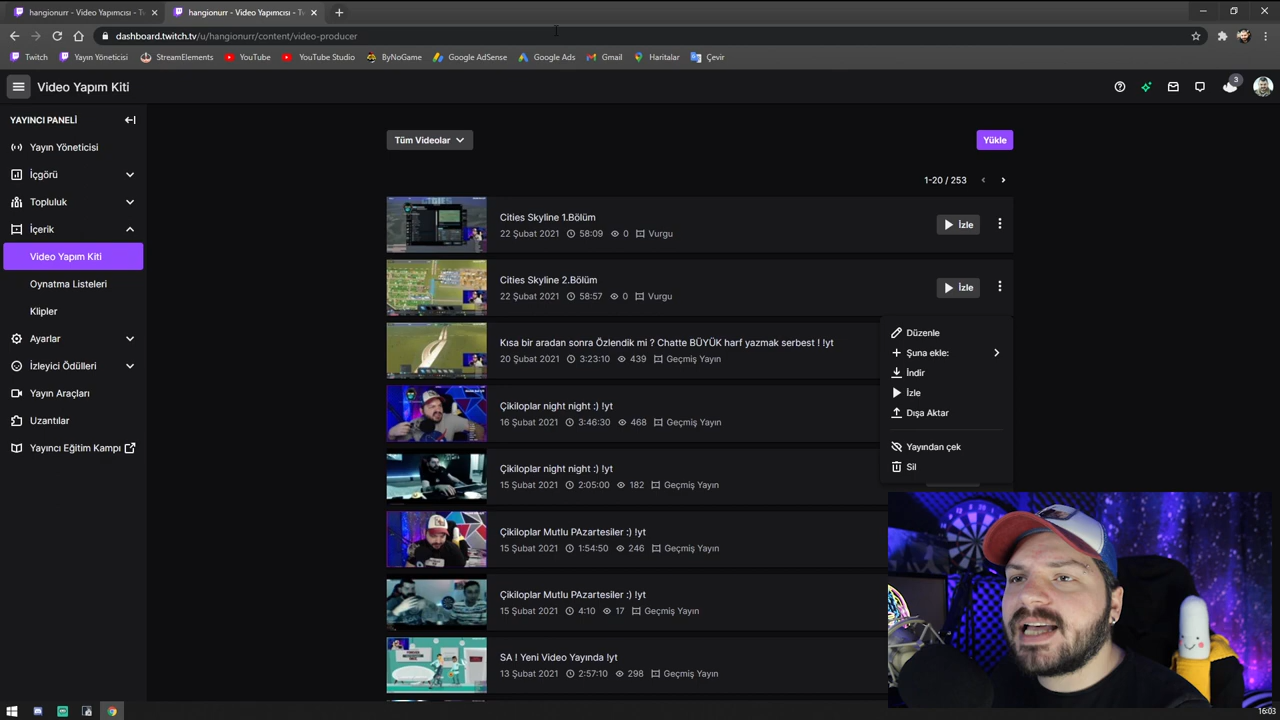 hangionurr - Video Yapımcısı - Tw
hangionurr - Video Yapımcısı - Tw
dashboard.twitch.tv/u/hangionurr/content/video-producer
Twitch
Yayın Yöneticisi
StreamElements
YouTube
YouTube Studio
ByNoGame
Google AdSense
Google Ads
Gmail
Haritalar
Çevir
Video Yapım Kiti
3
YAYINCI PANELİ
Yayın Yöneticisi
İçgörü
Topluluk
İçerik
Video Yapım Kiti
Oynatma Listeleri
Klipler
Ayarlar
İzleyici Ödülleri
Yayın Araçları
Uzantılar
Yayıncı Eğitim Kampı
Tüm Videolar
Yükle
1-20 / 253
Cities Skyline 1.Bölüm
22 Şubat 2021 58:09 0 Vurgu
İzle
Cities Skyline 2.Bölüm
22 Şubat 2021 58:57 0 Vurgu
İzle
Kısa bir aradan sonra Özlendik mi ? Chatte BÜYÜK harf yazmak serbest ! !yt
20 Şubat 2021 3:23:10 439 Geçmiş Yayın
Çikiloplar night night :) !yt
16 Şubat 2021 3:46:30 468 Geçmiş Yayın
Çikiloplar night night :) !yt
15 Şubat 2021 2:05:00 182 Geçmiş Yayın
Çikiloplar Mutlu PAzartesiler :) !yt
15 Şubat 2021 1:54:50 246 Geçmiş Yayın
Çikiloplar Mutlu PAzartesiler :) !yt
15 Şubat 2021 4:10 17 Geçmiş Yayın
SA ! Yeni Video Yayında !yt
13 Şubat 2021 2:57:10 298 Geçmiş Yayın
Düzenle
Şuna ekle:
İndir
İzle
Dışa Aktar
Yayından çek
Sil
16:03